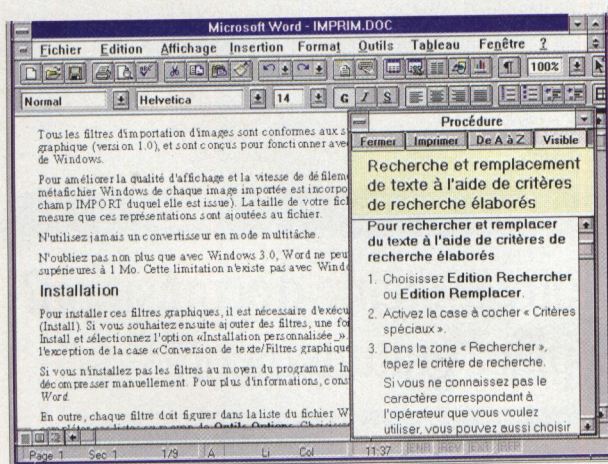 Microsoft Word - IMPRIM.DOC
Fichier Edition Affichage Insertion Format Outils Tableau Fenêtre ?
100%
Normal Helvetica 14 G I S
Tous les filtres d'importation d'images sont conformes aux s
graphique (version 1.0), et sont conçus pour fonctionner ave
de Windows.
Pour améliorer la qualité d'affichage et la vitesse de défilem
métafichier Windows de chaque image importée est incorpo
champ IMPORT duquel elle est issue). La taille de votre fich
mesure que ces représentations sont ajoutées au fichier.
N'utilisez jamais un convertisseur en mode multitâche.
N'oubliez pas non plus que avec Windows 3.0, Word ne peu
supérieures à 1 Mo. Cette limitation n'existe pas avec Windo
Installation
Pour installer ces filtres graphiques, il est nécessaire d'exécu
(Install). Si vous souhaitez ensuite ajouter des filtres, une foi
Install et sélectionnez l'option «Installation personnalisée_».
l'exception de la case «Conversion de texte/Filtres graphique
Si vous n'installez pas les filtres au moyen du programme In
décompresser manuellement. Pour plus d'informations, cons
Word.
En outre, chaque filtre doit figurer dans la liste du fichier W
Outils Options
Procédure
Fermer Imprimer De A à Z Visible
Recherche et remplacement
de texte à l'aide de critères
de recherche élaborés
Pour rechercher et remplacer
du texte à l'aide de critères de
recherche élaborés
1. Choisissez Edition Rechercher
ou Edition Remplacer.
2. Activez la case à cocher « Critères
spéciaux ».
3. Dans la zone « Rechercher »,
tapez le critère de recherche.
Si vous ne connaissez pas le
caractère correspondant à
l'opérateur que vous voulez
utiliser, vous pouvez aussi choisir
Page 1 Sec 1 1/9 A Li Col 11:37 ENR REV EXT RFP